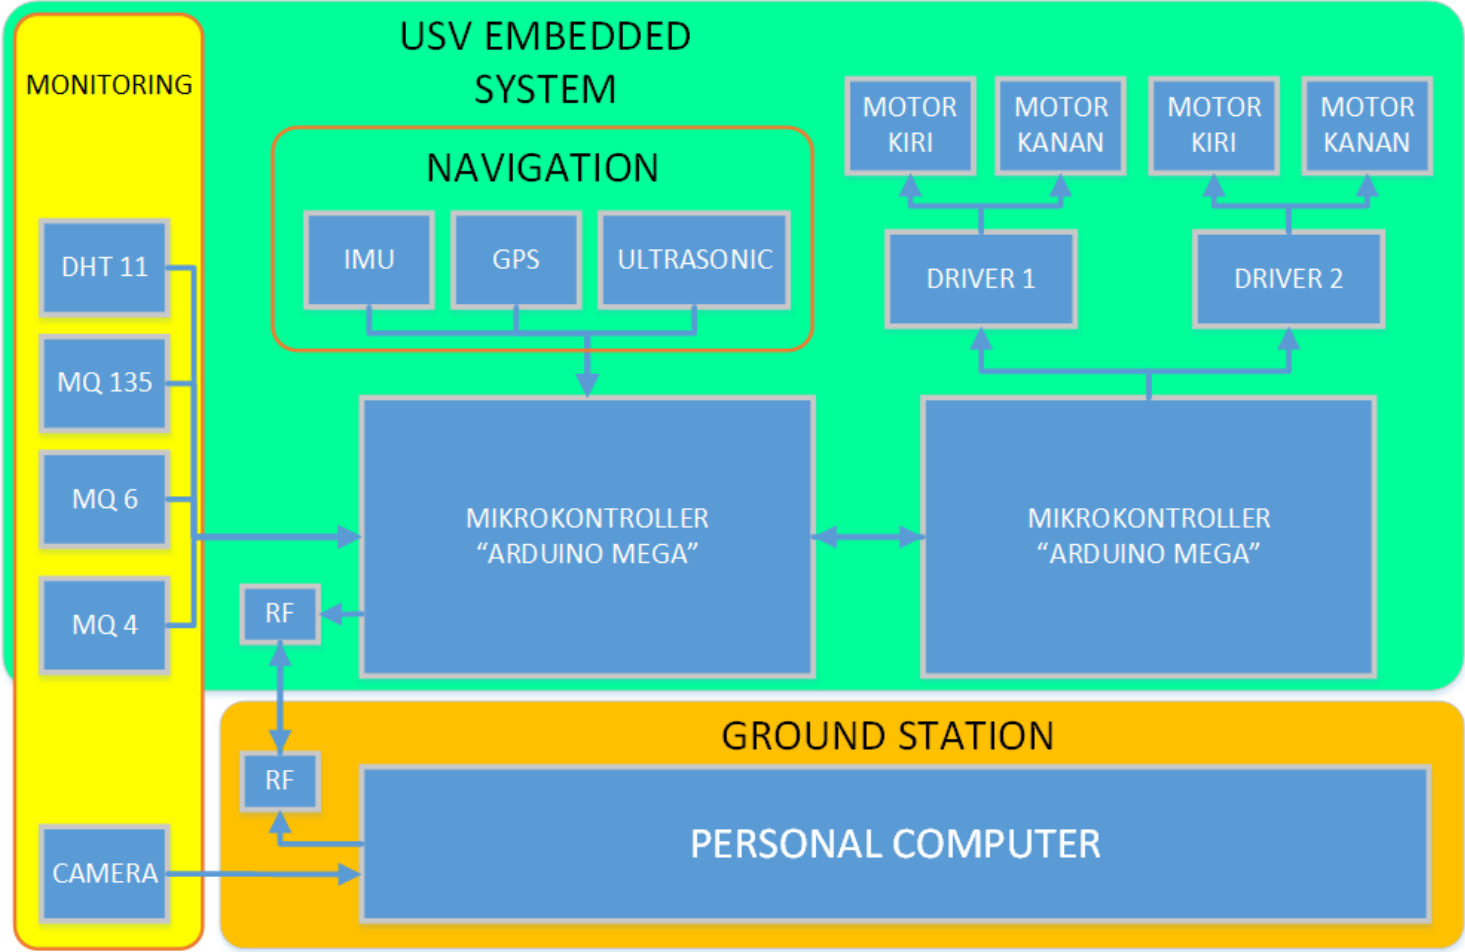 USV EMBEDDED
SYSTEM
MONITORING
DHT 11
MQ 135
MQ 6
MQ 4
CAMERA
NAVIGATION
IMU
GPS
ULTRASONIC
MOTOR
KIRI
MOTOR
KANAN
MOTOR
KIRI
MOTOR
KANAN
DRIVER 1
DRIVER 2
MIKROKONTROLLER
“ARDUINO MEGA”
MIKROKONTROLLER
“ARDUINO MEGA”
RF
GROUND STATION
RF
PERSONAL COMPUTER